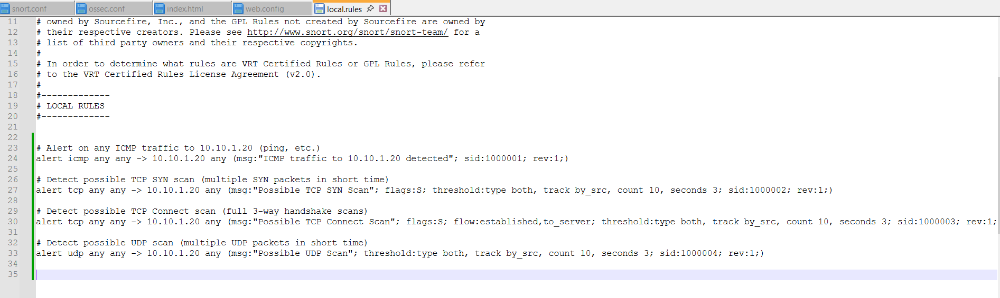 snort.conf ossec.conf index.html web.config local.rules
11 # owned by Sourcefire, Inc., and the GPL Rules not created by Sourcefire are owned by
12 # their respective creators. Please see http://www.snort.org/snort/snort-team/ for a
13 # list of third party owners and their respective copyrights.
14 #
15 # In order to determine what rules are VRT Certified Rules or GPL Rules, please refer
16 # to the VRT Certified Rules License Agreement (v2.0).
17 #
18 #-------------
19 # LOCAL RULES
20 #-------------
21
22
23 # Alert on any ICMP traffic to 10.10.1.20 (ping, etc.)
24 alert icmp any any -> 10.10.1.20 any (msg:"ICMP traffic to 10.10.1.20 detected"; sid:1000001; rev:1;)
25
26 # Detect possible TCP SYN scan (multiple SYN packets in short time)
27 alert tcp any any -> 10.10.1.20 any (msg:"Possible TCP SYN Scan"; flags:S; threshold:type both, track by_src, count 10, seconds 3; sid:1000002; rev:1;)
28
29 # Detect possible TCP Connect scan (full 3-way handshake scans)
30 alert tcp any any -> 10.10.1.20 any (msg:"Possible TCP Connect Scan"; flags:S; flow:established,to_server; threshold:type both, track by_src, count 10, seconds 3; sid:1000003; rev:1;
31
32 # Detect possible UDP scan (multiple UDP packets in short time)
33 alert udp any any -> 10.10.1.20 any (msg:"Possible UDP Scan"; threshold:type both, track by_src, count 10, seconds 3; sid:1000004; rev:1;)
34
35